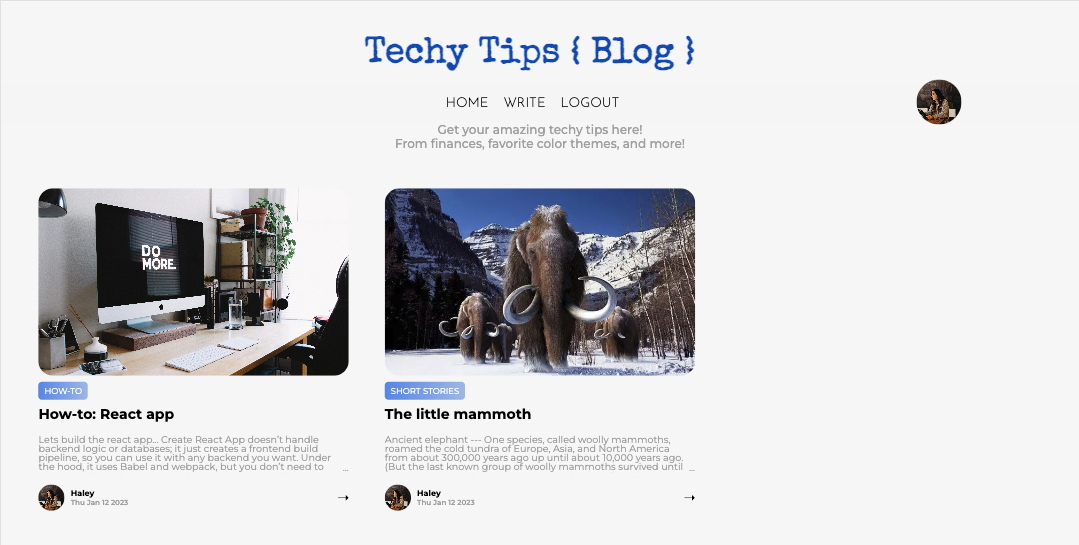 Techy Tips { Blog }
HOME WRITE LOGOUT
Get your amazing techy tips here!
From finances, favorite color themes, and more!
DO
MORE.
HOW-TO
How-to: React app
Lets build the react app... Create React App doesn't handle
backend logic or databases; it just creates a frontend build
pipeline, so you can use it with any backend you want. Under
the hood, it uses Babel and webpack, but you don't need to ...
Haley
Thu Jan 12 2023
SHORT STORIES
The little mammoth
Ancient elephant --- One species, called woolly mammoths,
roamed the cold tundra of Europe, Asia, and North America
from about 300,000 years ago up until about 10,000 years ago.
(But the last known group of woolly mammoths survived until ...
Haley
Thu Jan 12 2023